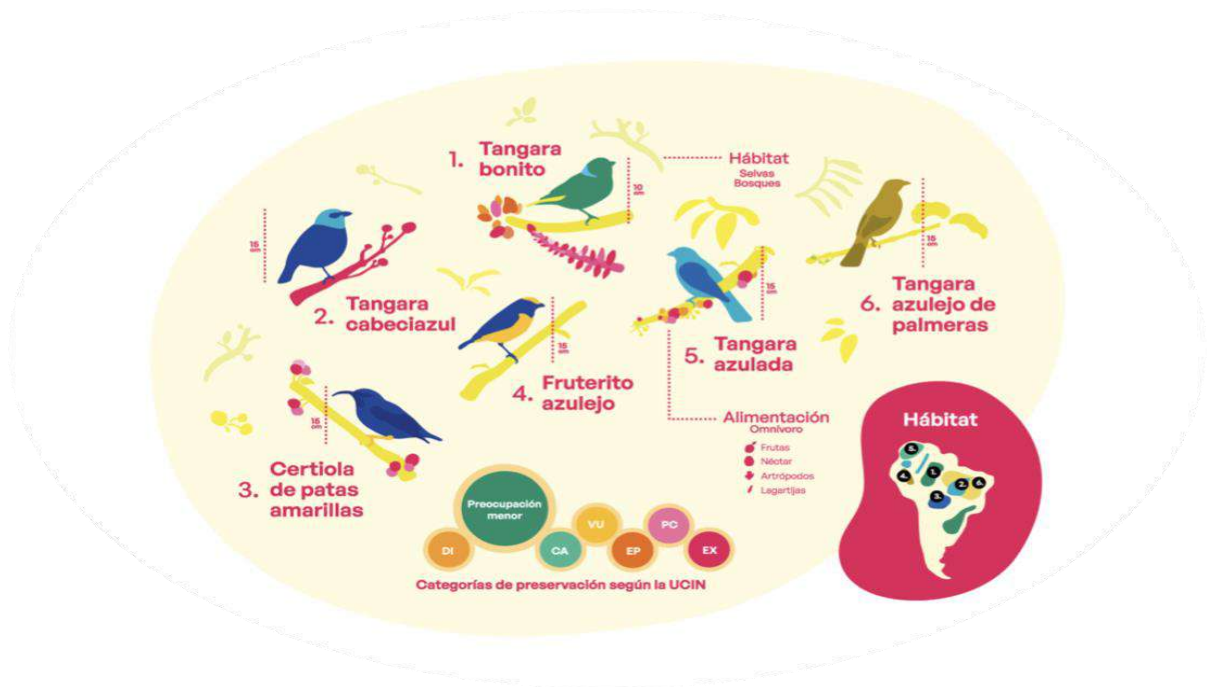 1. Tangara
bonito
10
cm
Hábitat
Selvas
Bosques
15
cm
2. Tangara
cabeciazul
15
cm
3. Certiola
de patas
amarillas
15
cm
4. Fruterito
azulejo
15
cm
5. Tangara
azulada
15
cm
6. Tangara
azulejo de
palmeras
Alimentación
Omnívoro
Frutas
Néctar
Artrópodos
Lagartijas
Preocupación
menor
DI
CA
VU
EP
PC
EX
Categorías de preservación según la UCIN
Hábitat
1.
2.
3.